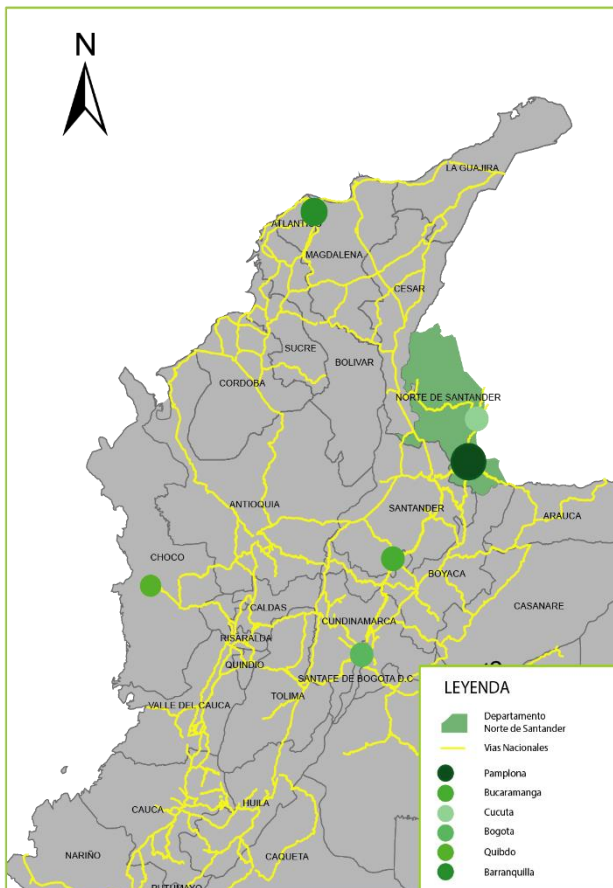 N
LA GUAJIRA
ATLANTICO
MAGDALENA
CESAR
SUCRE
BOLIVAR
CORDOBA
NORTE DE SANTANDER
ANTIOQUIA
SANTANDER
ARAUCA
CHOCO
BOYACA
CALDAS
CASANARE
CUNDINAMARCA
RISARALDA
QUINDIO
SANTAFE DE BOGOTA D.C
TOLIMA
VALLE DEL CAUCA
CAUCA
HUILA
NARIÑO
CAQUETA
PUTUMAYO
LEYENDA
Departamento
Norte de Santander
Vias Nacionales
Pamplona
Bucaramanga
Cucuta
Bogota
Quibdo
Barranquilla